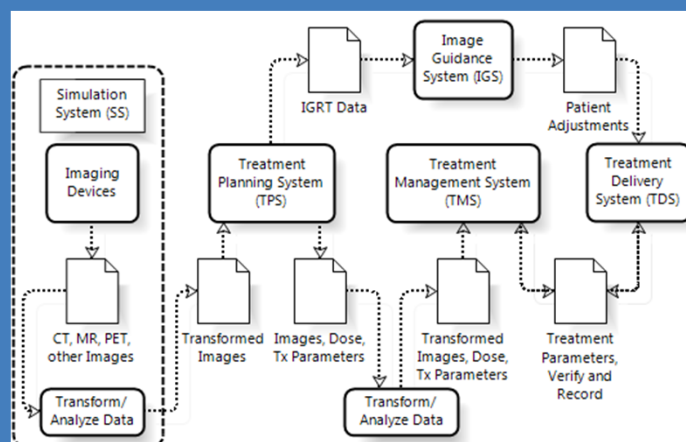 Simulation
System (SS)
Imaging
Devices
CT, MR, PET,
other Images
Transform/
Analyze Data
Transformed
Images
Treatment
Planning System
(TPS)
IGRT Data
Image
Guidance
System (IGS)
Patient
Adjustments
Images, Dose,
Tx Parameters
Transform/
Analyze Data
Transformed
Images, Dose,
Tx Parameters
Treatment
Management System
(TMS)
Treatment
Parameters,
Verify and
Record
Treatment
Delivery
System (TDS)